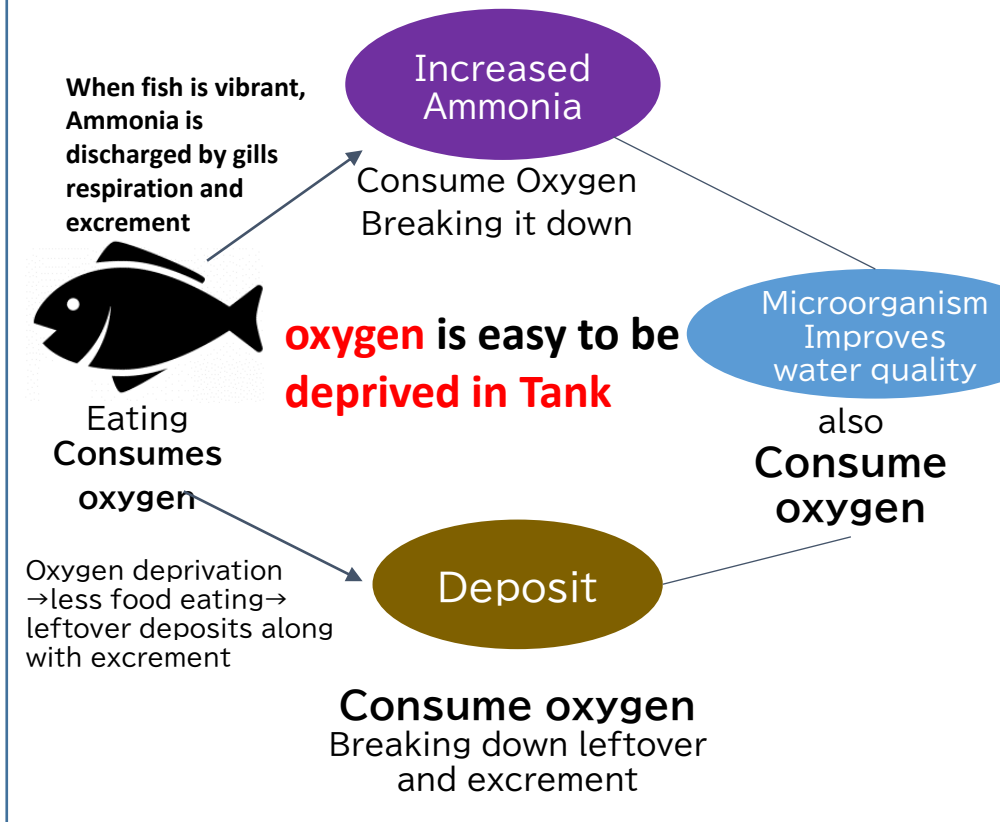 Increased
Ammonia
When fish is vibrant,
Ammonia is
discharged by gills
respiration and
excrement
Consume Oxygen
Breaking it down
Microorganism
Improves
water quality
oxygen is easy to be
deprived in Tank
Eating
Consumes
oxygen
also
Consume
oxygen
Deposit
Oxygen deprivation
→less food eating→
leftover deposits along
with excrement
Consume oxygen
Breaking down leftover
and excrement